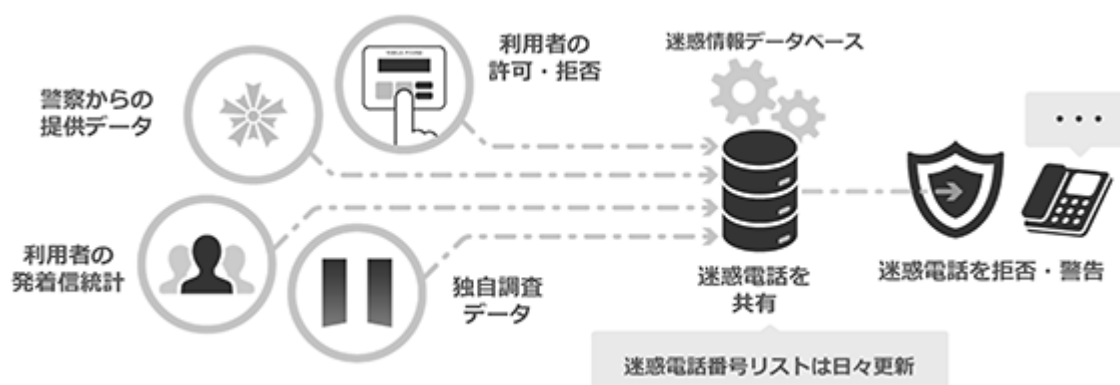 利用者の
許可・拒否
迷惑情報データベース
警察からの
提供データ
・・・
利用者の
発着信統計
独自調査
データ
迷惑電話を
共有
迷惑電話を拒否・警告
迷惑電話番号リストは日々更新